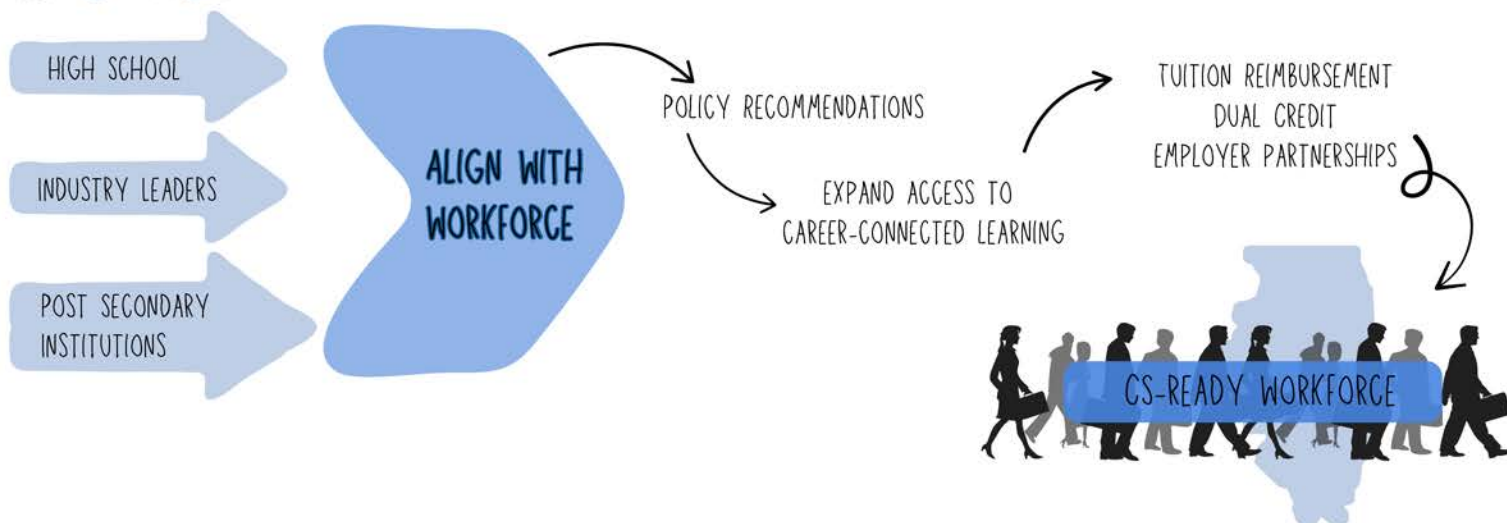 HIGH SCHOOL
INDUSTRY LEADERS
POST SECONDARY
INSTITUTIONS
ALIGN WITH
WORKFORCE
POLICY RECOMMENDATIONS
EXPAND ACCESS TO
CAREER-CONNECTED LEARNING
TUITION REIMBURSEMENT
DUAL CREDIT
EMPLOYER PARTNERSHIPS
CS-READY WORKFORCE